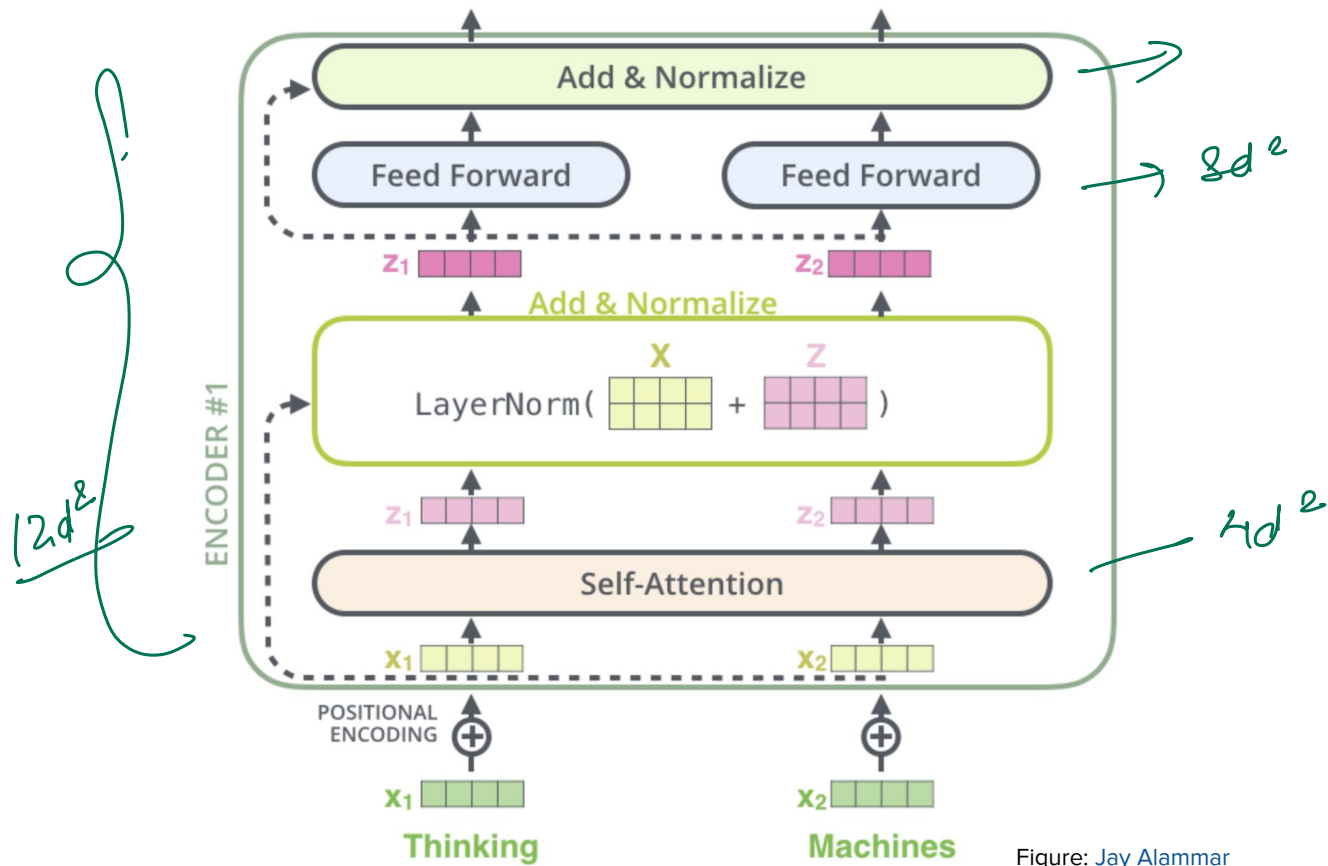 Add & Normalize
Feed Forward
Feed Forward
8d²
z₁
z₂
Add & Normalize
X
Z
LayerNorm( + )
ENCODER #1
12d²
z₁
z₂
4d²
Self-Attention
x₁
x₂
POSITIONAL
ENCODING
x₁
x₂
Thinking
Machines
Figure: Jay Alammar